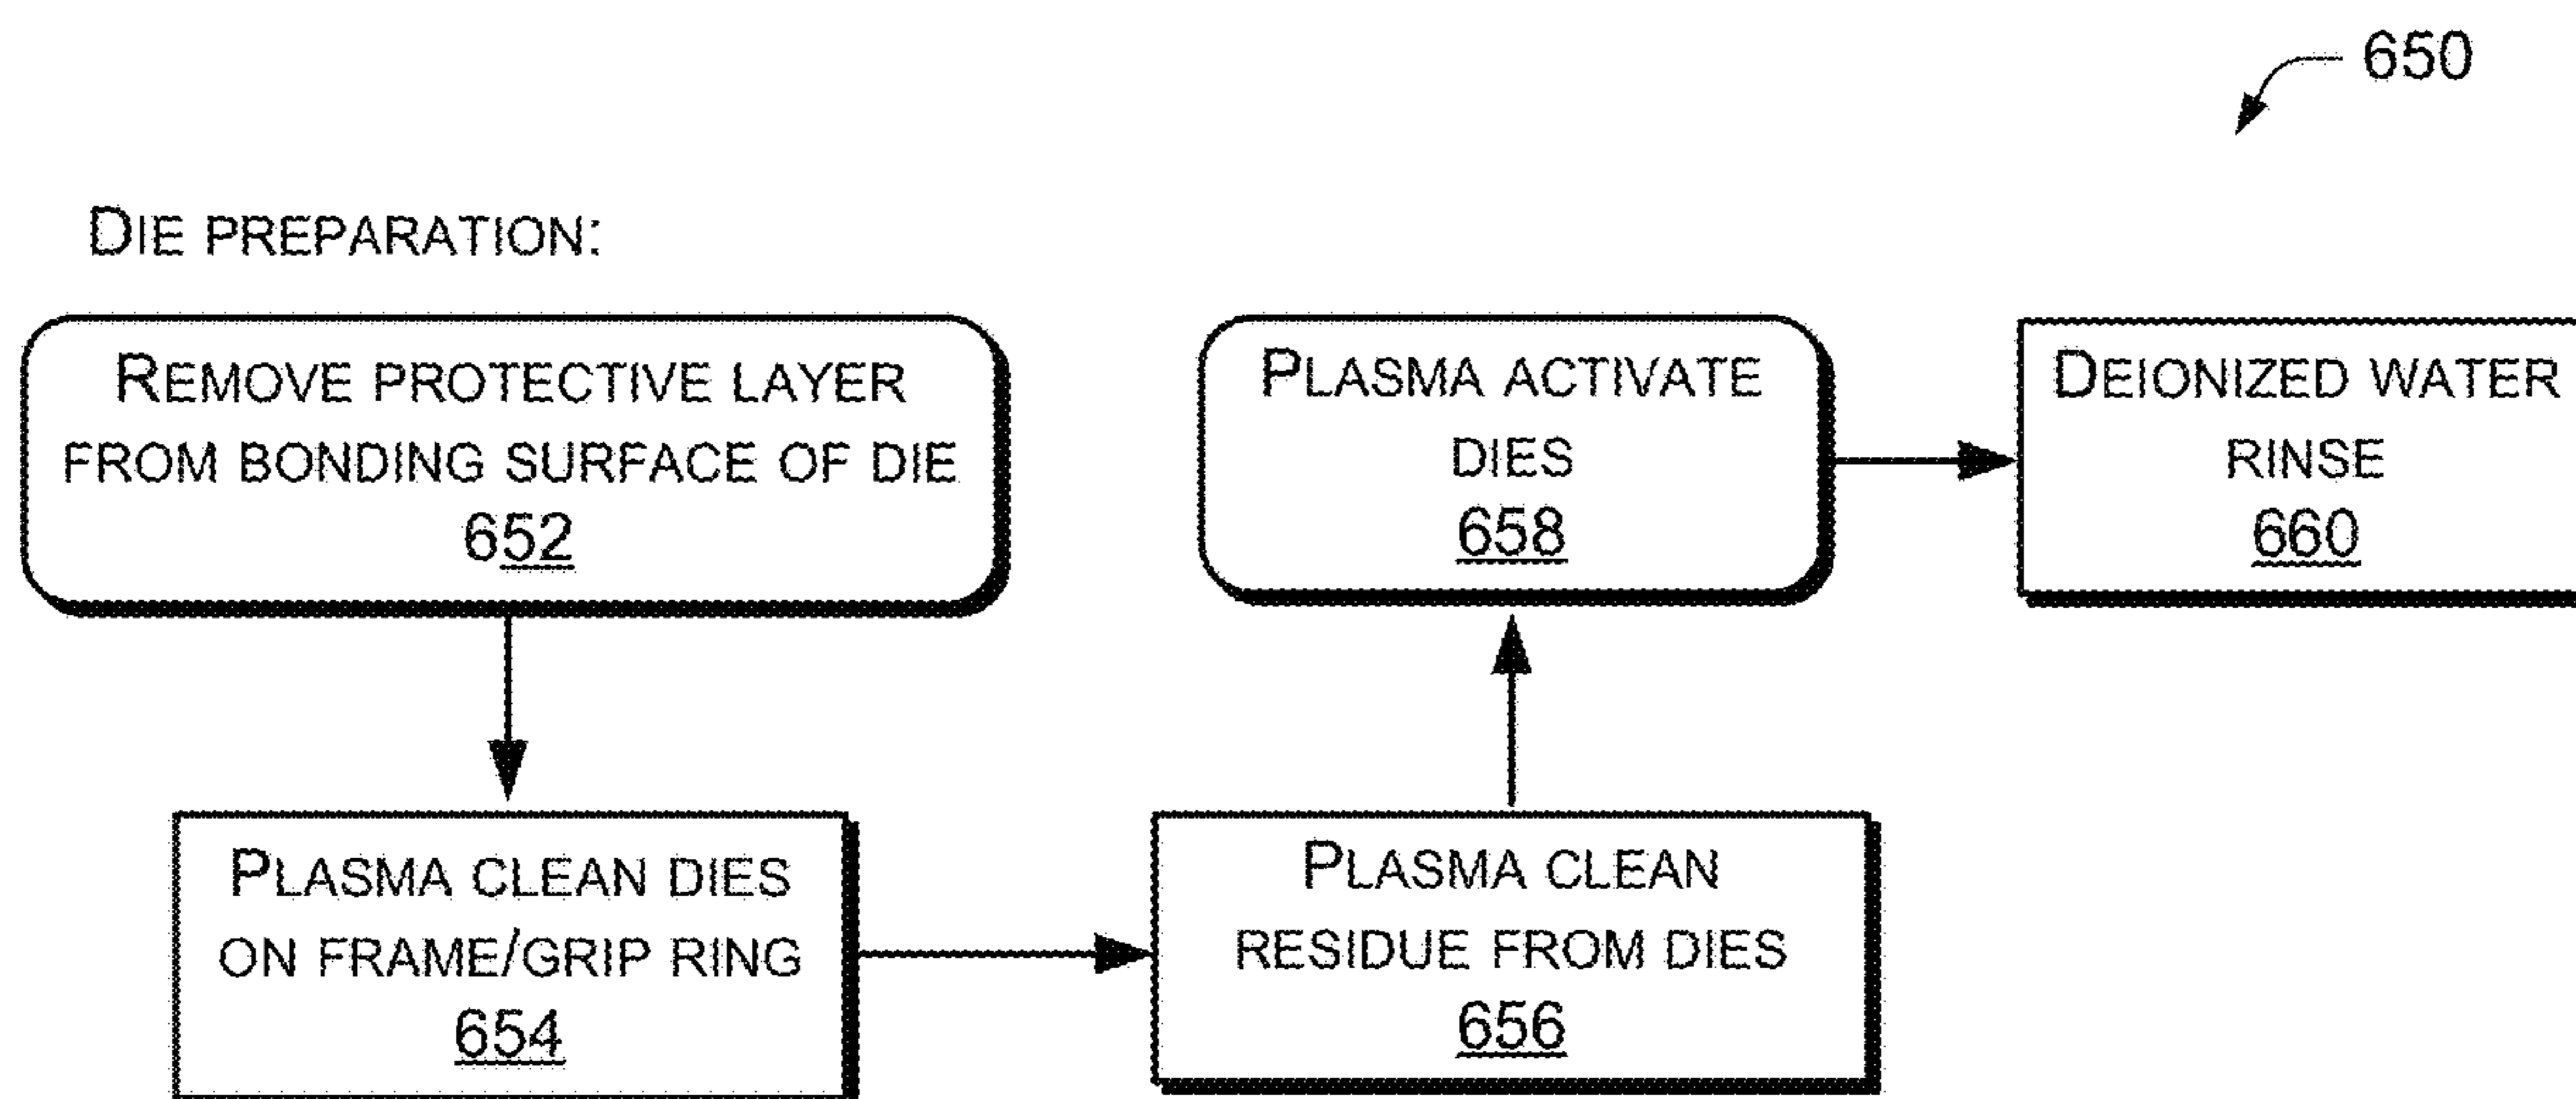 650
DIE PREPARATION:
REMOVE PROTECTIVE LAYER
FROM BONDING SURFACE OF DIE
652
PLASMA CLEAN DIES
ON FRAME/GRIP RING
654
PLASMA CLEAN
RESIDUE FROM DIES
656
PLASMA ACTIVATE
DIES
658
DEIONIZED WATER
RINSE
660